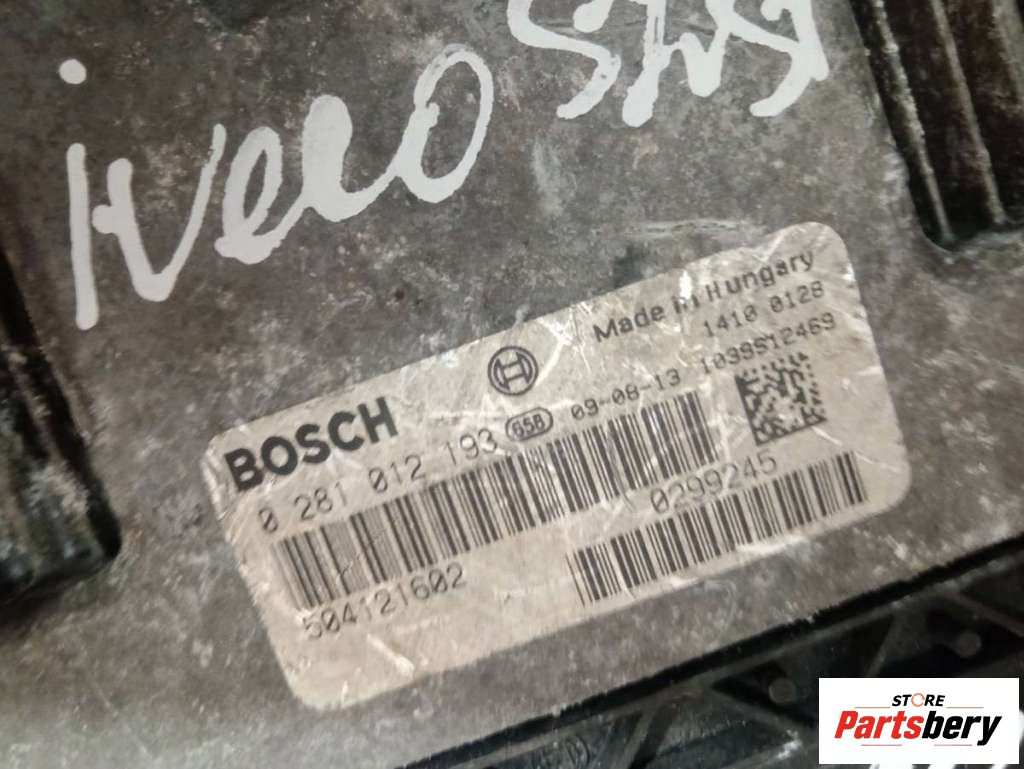 iveco
Made in Hungary
1410 0128
BOSCH
09-08-13 1039S12469
0 281 012 193
658
0299245
504121602
STORE
Partsbery